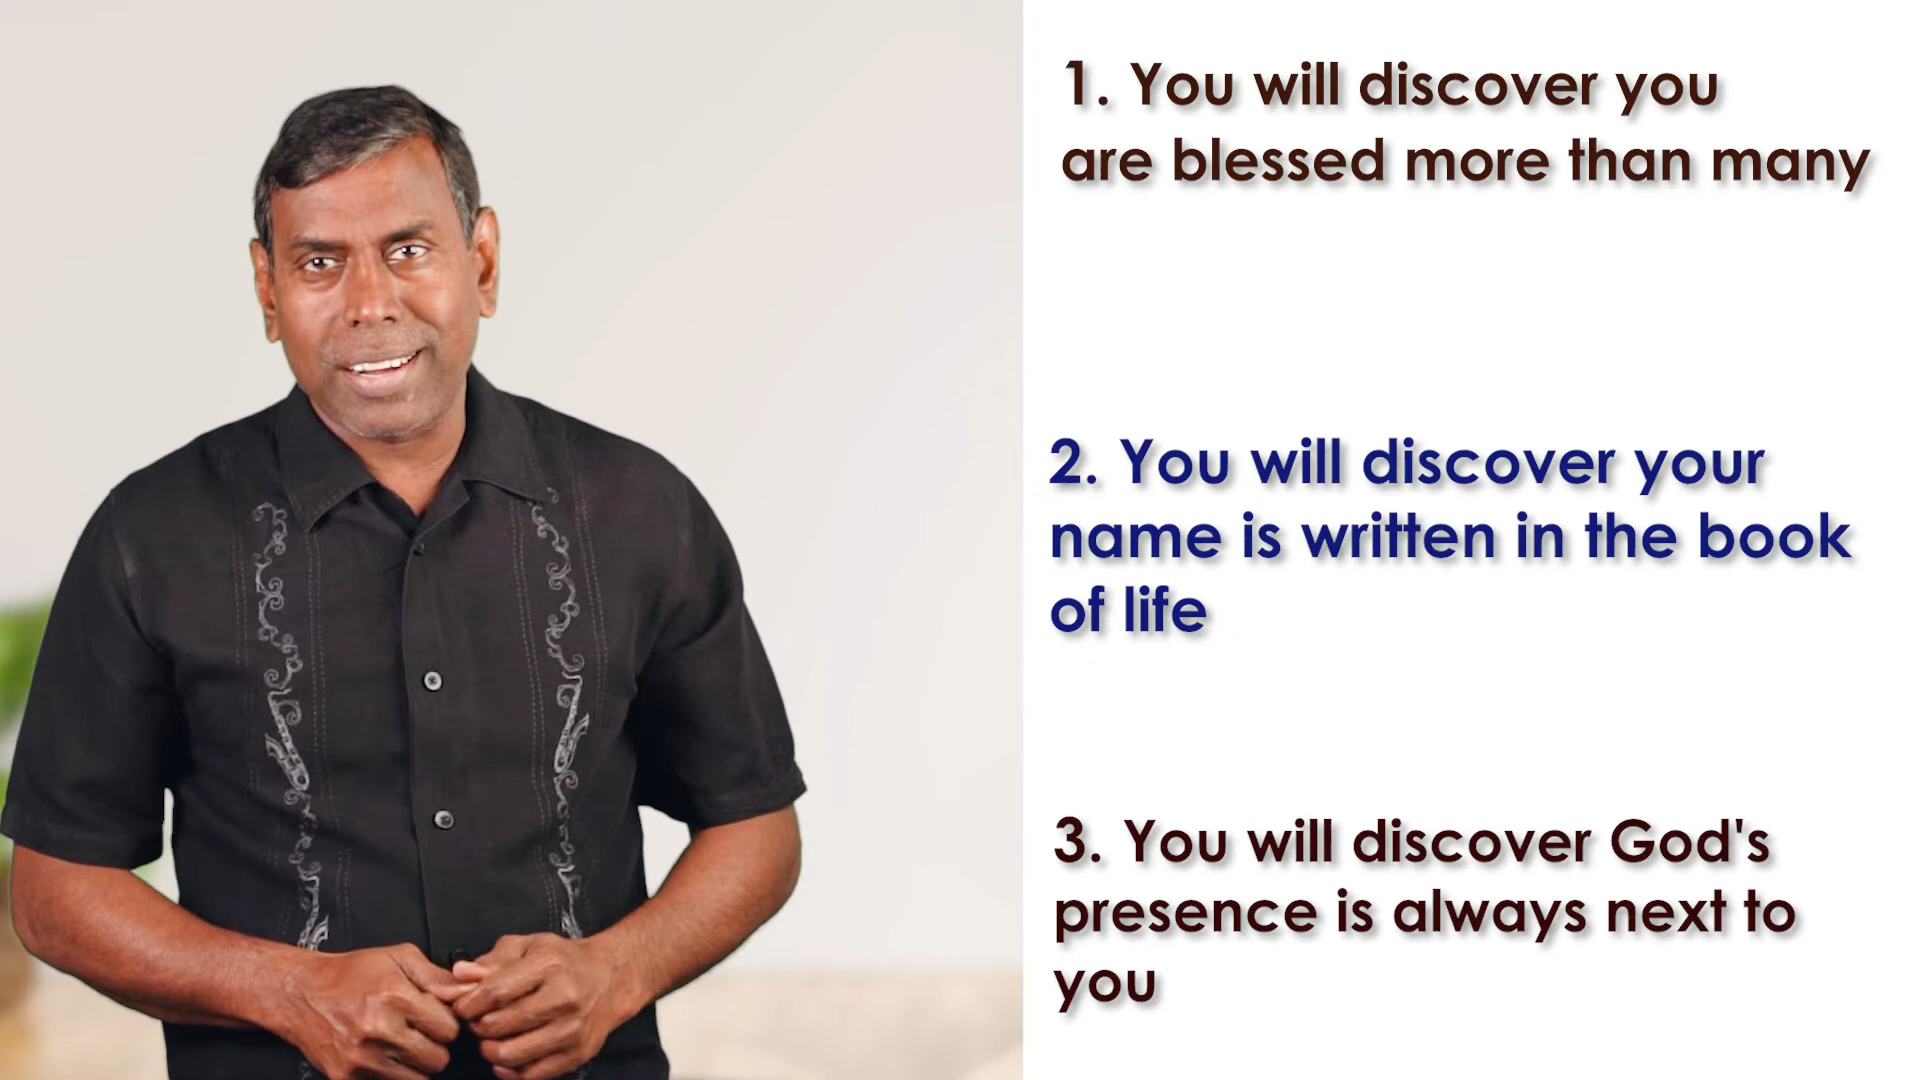 1. You will discover you
are blessed more than many
2. You will discover your
name is written in the book
of life
3. You will discover God's
presence is always next to
you